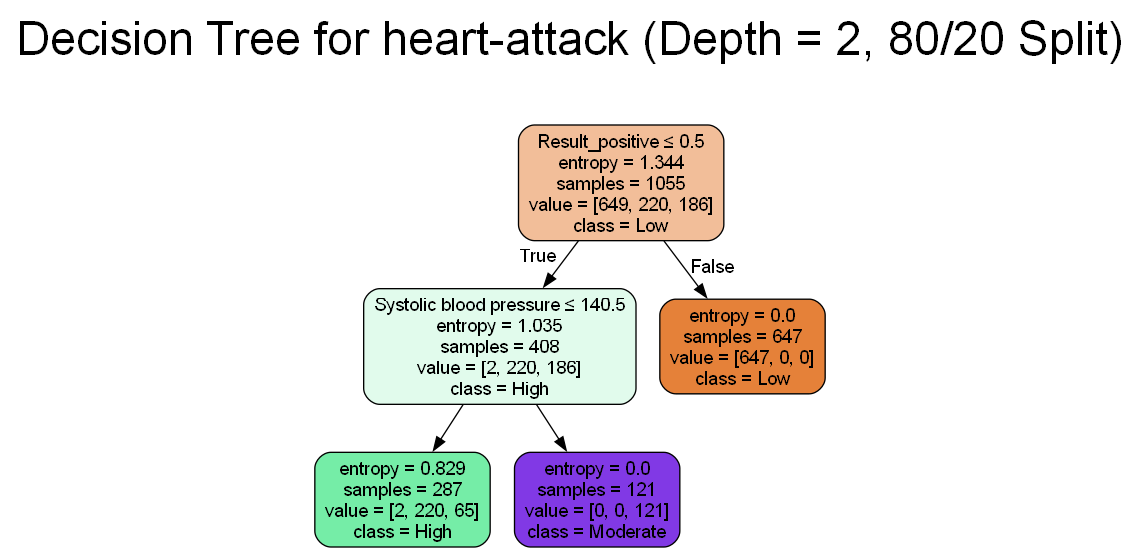 Decision Tree for heart-attack (Depth = 2, 80/20 Split)
Result_positive ≤ 0.5
entropy = 1.344
samples = 1055
value = [649, 220, 186]
class = Low
True
False
Systolic blood pressure ≤ 140.5
entropy = 1.035
samples = 408
value = [2, 220, 186]
class = High
entropy = 0.0
samples = 647
value = [647, 0, 0]
class = Low
entropy = 0.829
samples = 287
value = [2, 220, 65]
class = High
entropy = 0.0
samples = 121
value = [0, 0, 121]
class = Moderate